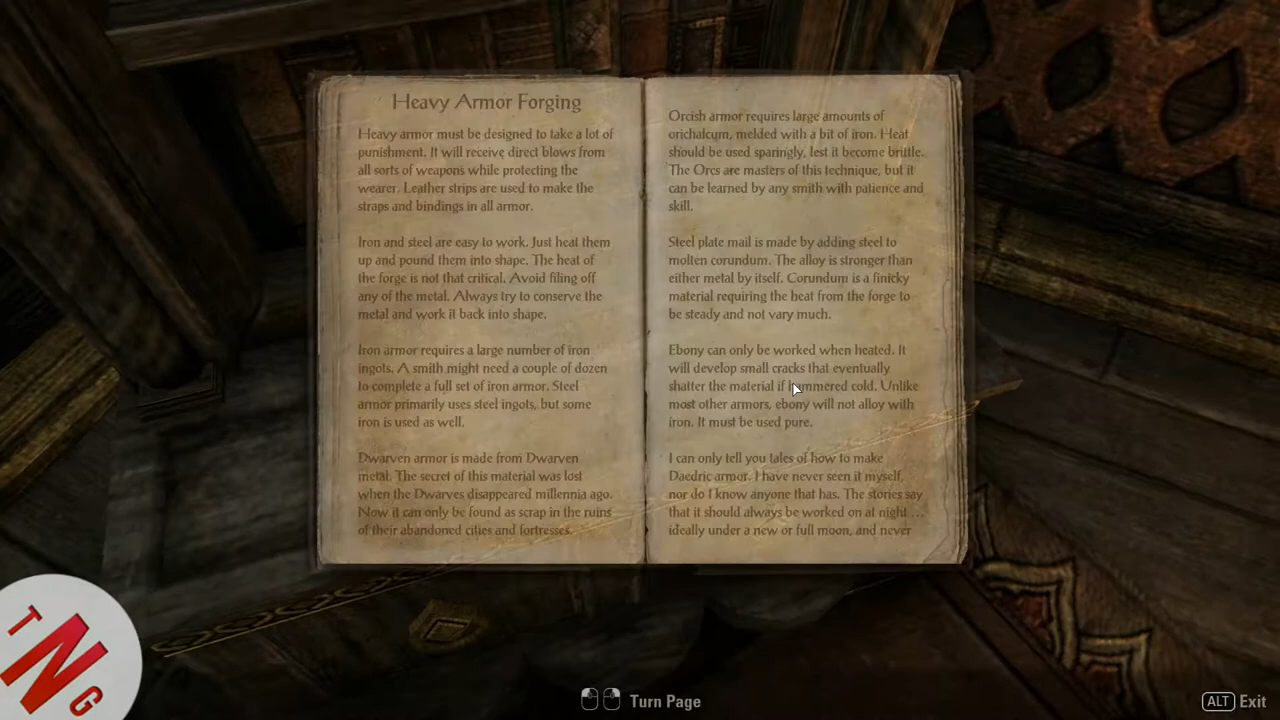 Heavy Armor Forging
Heavy armor must be designed to take a lot of
punishment. It will receive direct blows from
all sorts of weapons while protecting the
wearer. Leather strips are used to make the
straps and bindings in all armor.
Iron and steel are easy to work. Just heat them
up and pound them into shape. The heat of
the forge is not that critical. Avoid filing off
any of the metal. Always try to conserve the
metal and work it back into shape.
Iron armor requires a large number of iron
ingots. A smith might need a couple of dozen
to complete a full set of iron armor. Steel
armor primarily uses steel ingots, but some
iron is used as well.
Dwarven armor is made from Dwarven
metal. The secret of this material was lost
when the Dwarves disappeared millennia ago.
Now it can only be found as scrap in the ruins
of their abandoned cities and fortresses.
Orcish armor requires large amounts of
orichalcum, melded with a bit of iron. Heat
should be used sparingly, lest it become brittle.
The Orcs are masters of this technique, but it
can be learned by any smith with patience and
skill.
Steel plate mail is made by adding steel to
molten corundum. The alloy is stronger than
either metal by itself. Corundum is a finicky
material requiring the heat from the forge to
be steady and not vary much.
Ebony can only be worked when heated. It
will develop small cracks that eventually
shatter the material if hammered cold. Unlike
most other armors, ebony will not alloy with
iron. It must be used pure.
I can only tell you tales of how to make
Daedric armor. I have never seen it myself,
nor do I know anyone that has. The stories say
that it should always be worked on at night ...
ideally under a new or full moon, and never
TNG
Turn Page
ALT Exit